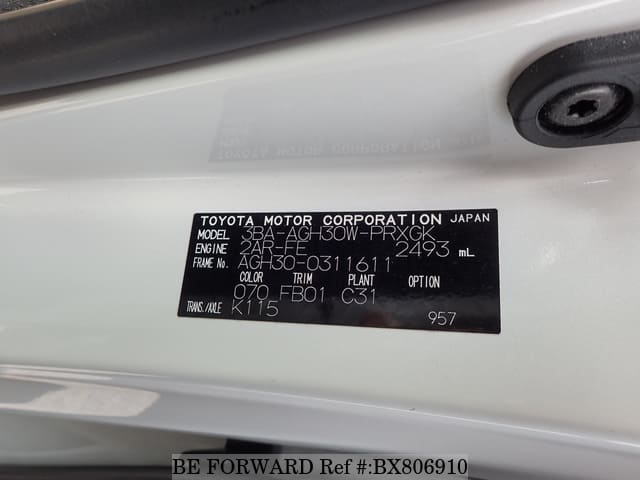 TOYOTA MOTOR CORPORATION JAPAN
MODEL 3BA-AGH30W-PRXGK
ENGINE 2AR-FE 2493 mL
FRAME No. AGH30-0311611
COLOR TRIM PLANT OPTION
070 FB01 C31
TRANS./AXLE K115
957
BE FORWARD Ref #:BX806910